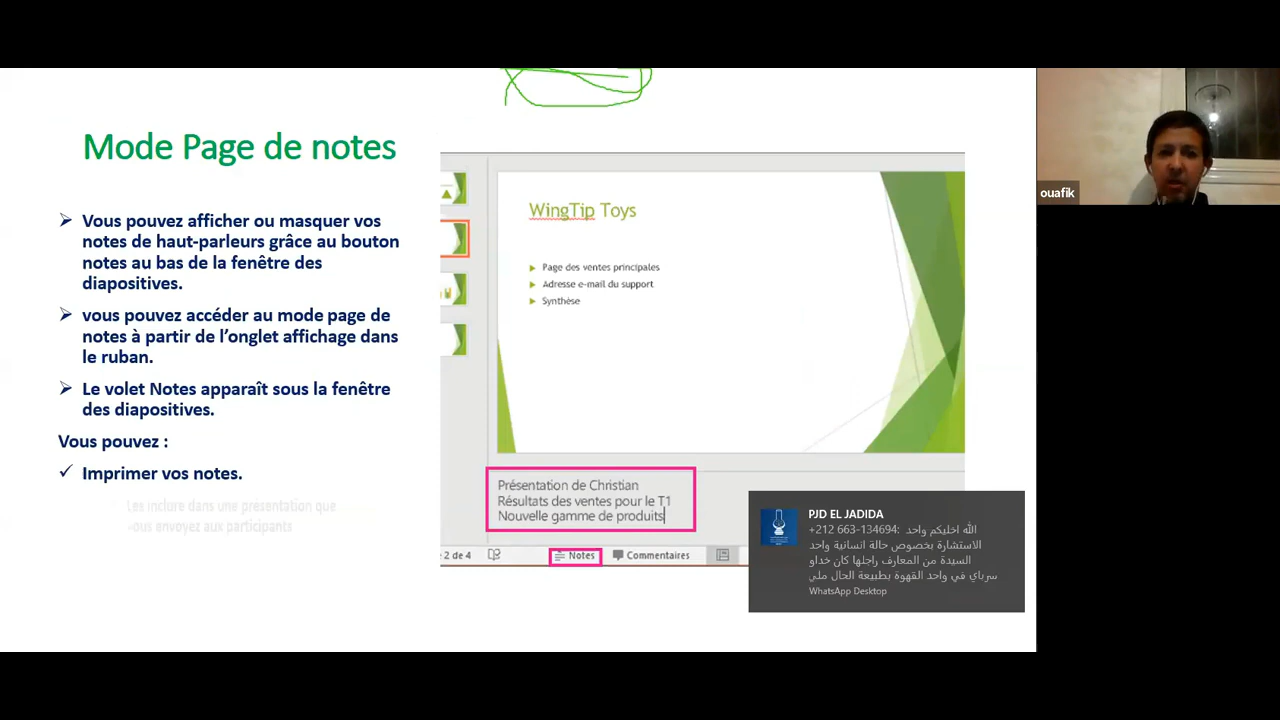 Mode Page de notes
Vous pouvez afficher ou masquer vos
notes de haut-parleurs grâce au bouton
notes au bas de la fenêtre des
diapositives.
vous pouvez accéder au mode page de
notes à partir de l’onglet affichage dans
le ruban.
Le volet Notes apparaît sous la fenêtre
des diapositives.
Vous pouvez :
Imprimer vos notes.
Les inclure dans une présentation que
vous envoyez aux participants
WingTip Toys
Page des ventes principales
Adresse e-mail du support
Synthèse
Présentation de Christian
Résultats des ventes pour le T1
Nouvelle gamme de produits
2 de 4
Notes
Commentaires
PJD EL JADIDA
+212 663-134694: الله اخليكم واحد
الاستشارة بخصوص حالة انسانية واحد
السيدة من المعارف راجلها كان خداو
سرباي في واحد القهوة بطبيعة الحال ملي
WhatsApp Desktop
ouafik